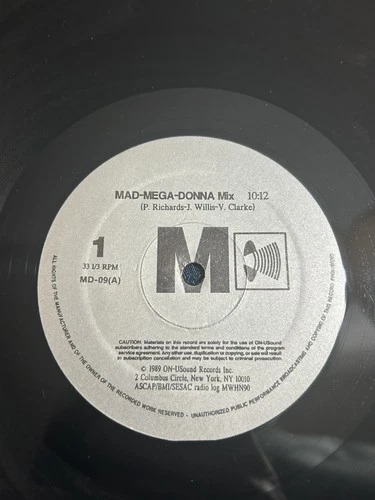 MAD-MEGA-DONNA Mix 10:12
(P. Richards-J. Willis-V. Clarke)
1
33 1/3 RPM
MD-09(A)
M
CAUTION: Materials on this record are solely for the use of ON-USound
subscribers adhering to the standard terms and conditions of the program
service agreement. Any other use, duplication or copying, or sale will result
in subscription cancellation and may be subject to criminal prosecution.
© 1989 ON-USound Records Inc.
2 Columbus Circle, New York, NY 10010
ASCAP/BMI/SESAC radio log MWHN90
ALL RIGHTS OF THE MANUFACTURER AND OF THE OWNER OF THE RECORDED WORK RESERVED - UNAUTHORIZED PUBLIC PERFORMANCE BROADCASTING AND COPYING OF THIS RECORD PROHIBITED